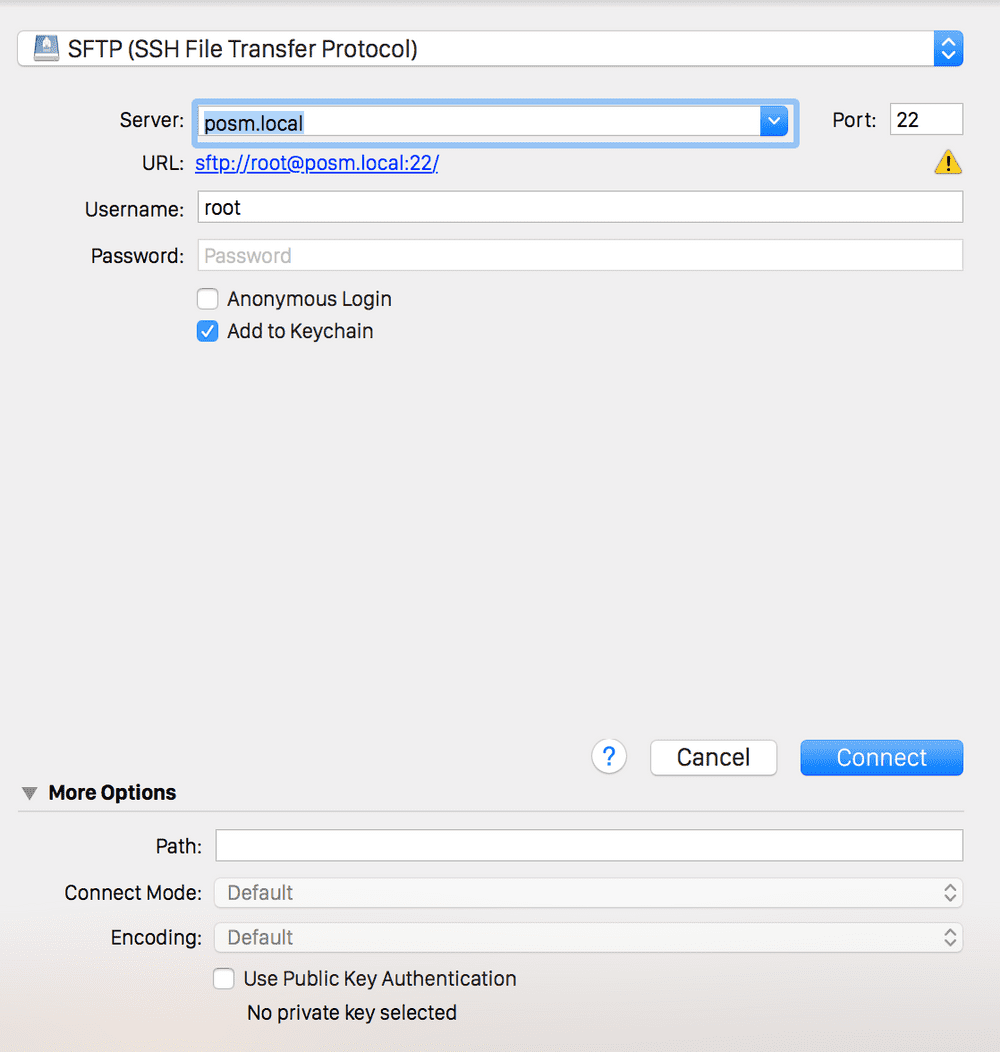 SFTP (SSH File Transfer Protocol)
Server: posm.local Port: 22
URL: sftp://root@posm.local:22/
Username: root
Password: Password
Anonymous Login
Add to Keychain
? Cancel Connect
More Options
Path:
Connect Mode: Default
Encoding: Default
Use Public Key Authentication
No private key selected